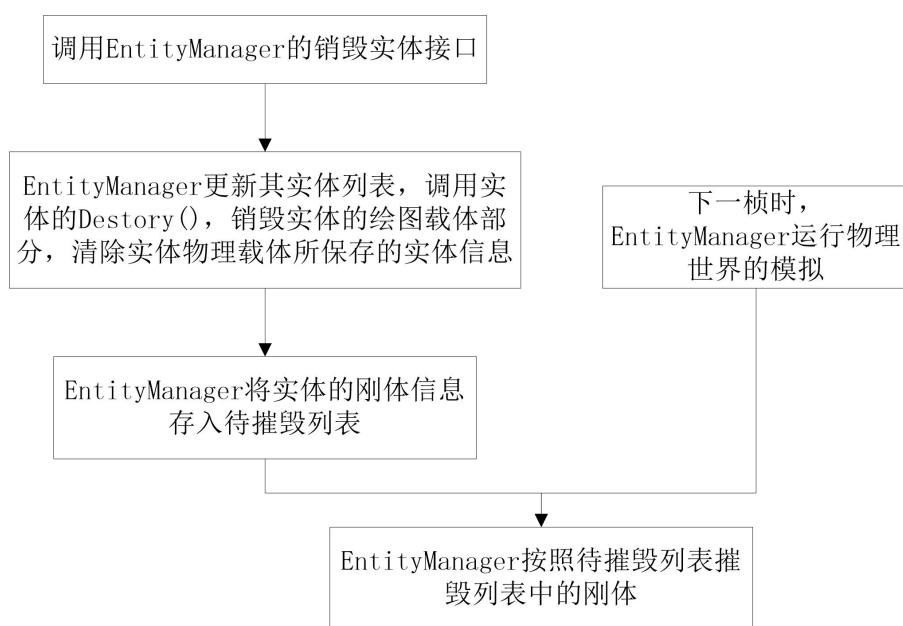 调用EntityManager的销毁实体接口
EntityManager更新其实体列表，调用实
体的Destory()，销毁实体的绘图载体部
分，清除实体物理载体所保存的实体信息
下一桢时，
EntityManager运行物理
世界的模拟
EntityManager将实体的刚体信息
存入待摧毁列表
EntityManager按照待摧毁列表摧
毁列表中的刚体